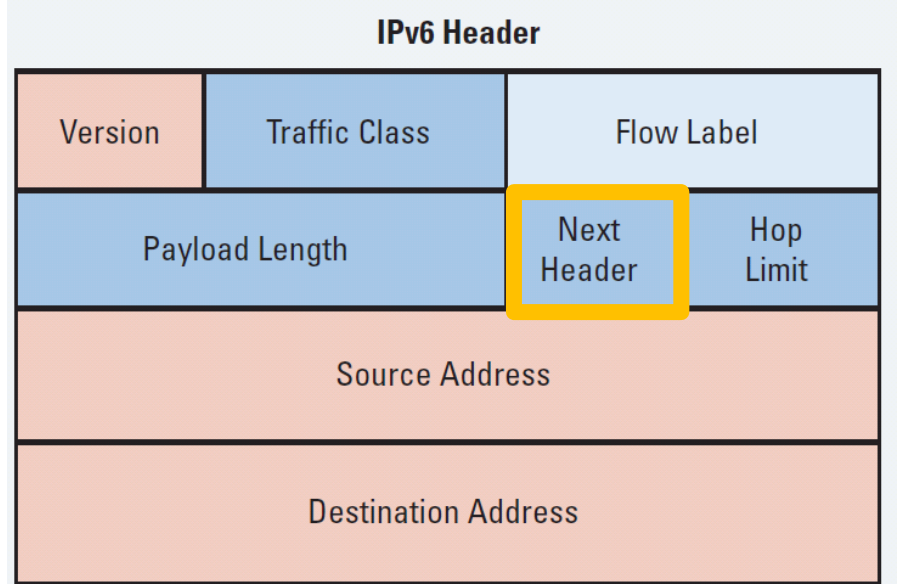 IPv6 Header
Version
Traffic Class
Flow Label
Payload Length
Next
Header
Hop
Limit
Source Address
Destination Address